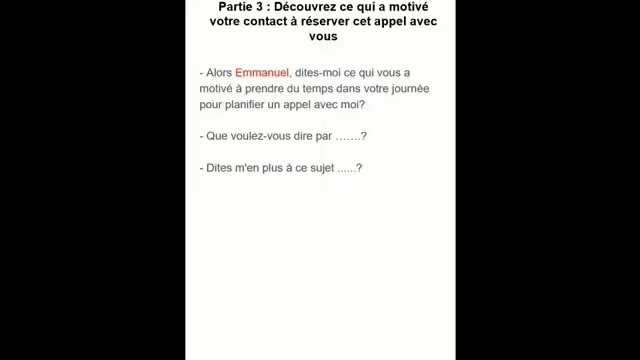 Partie 3 : Découvrez ce qui a motivé
votre contact à réserver cet appel avec
vous
- Alors Emmanuel, dites-moi ce qui vous a
motivé à prendre du temps dans votre journée
pour planifier un appel avec moi?
- Que voulez-vous dire par …….?
- Dites m'en plus à ce sujet ......?